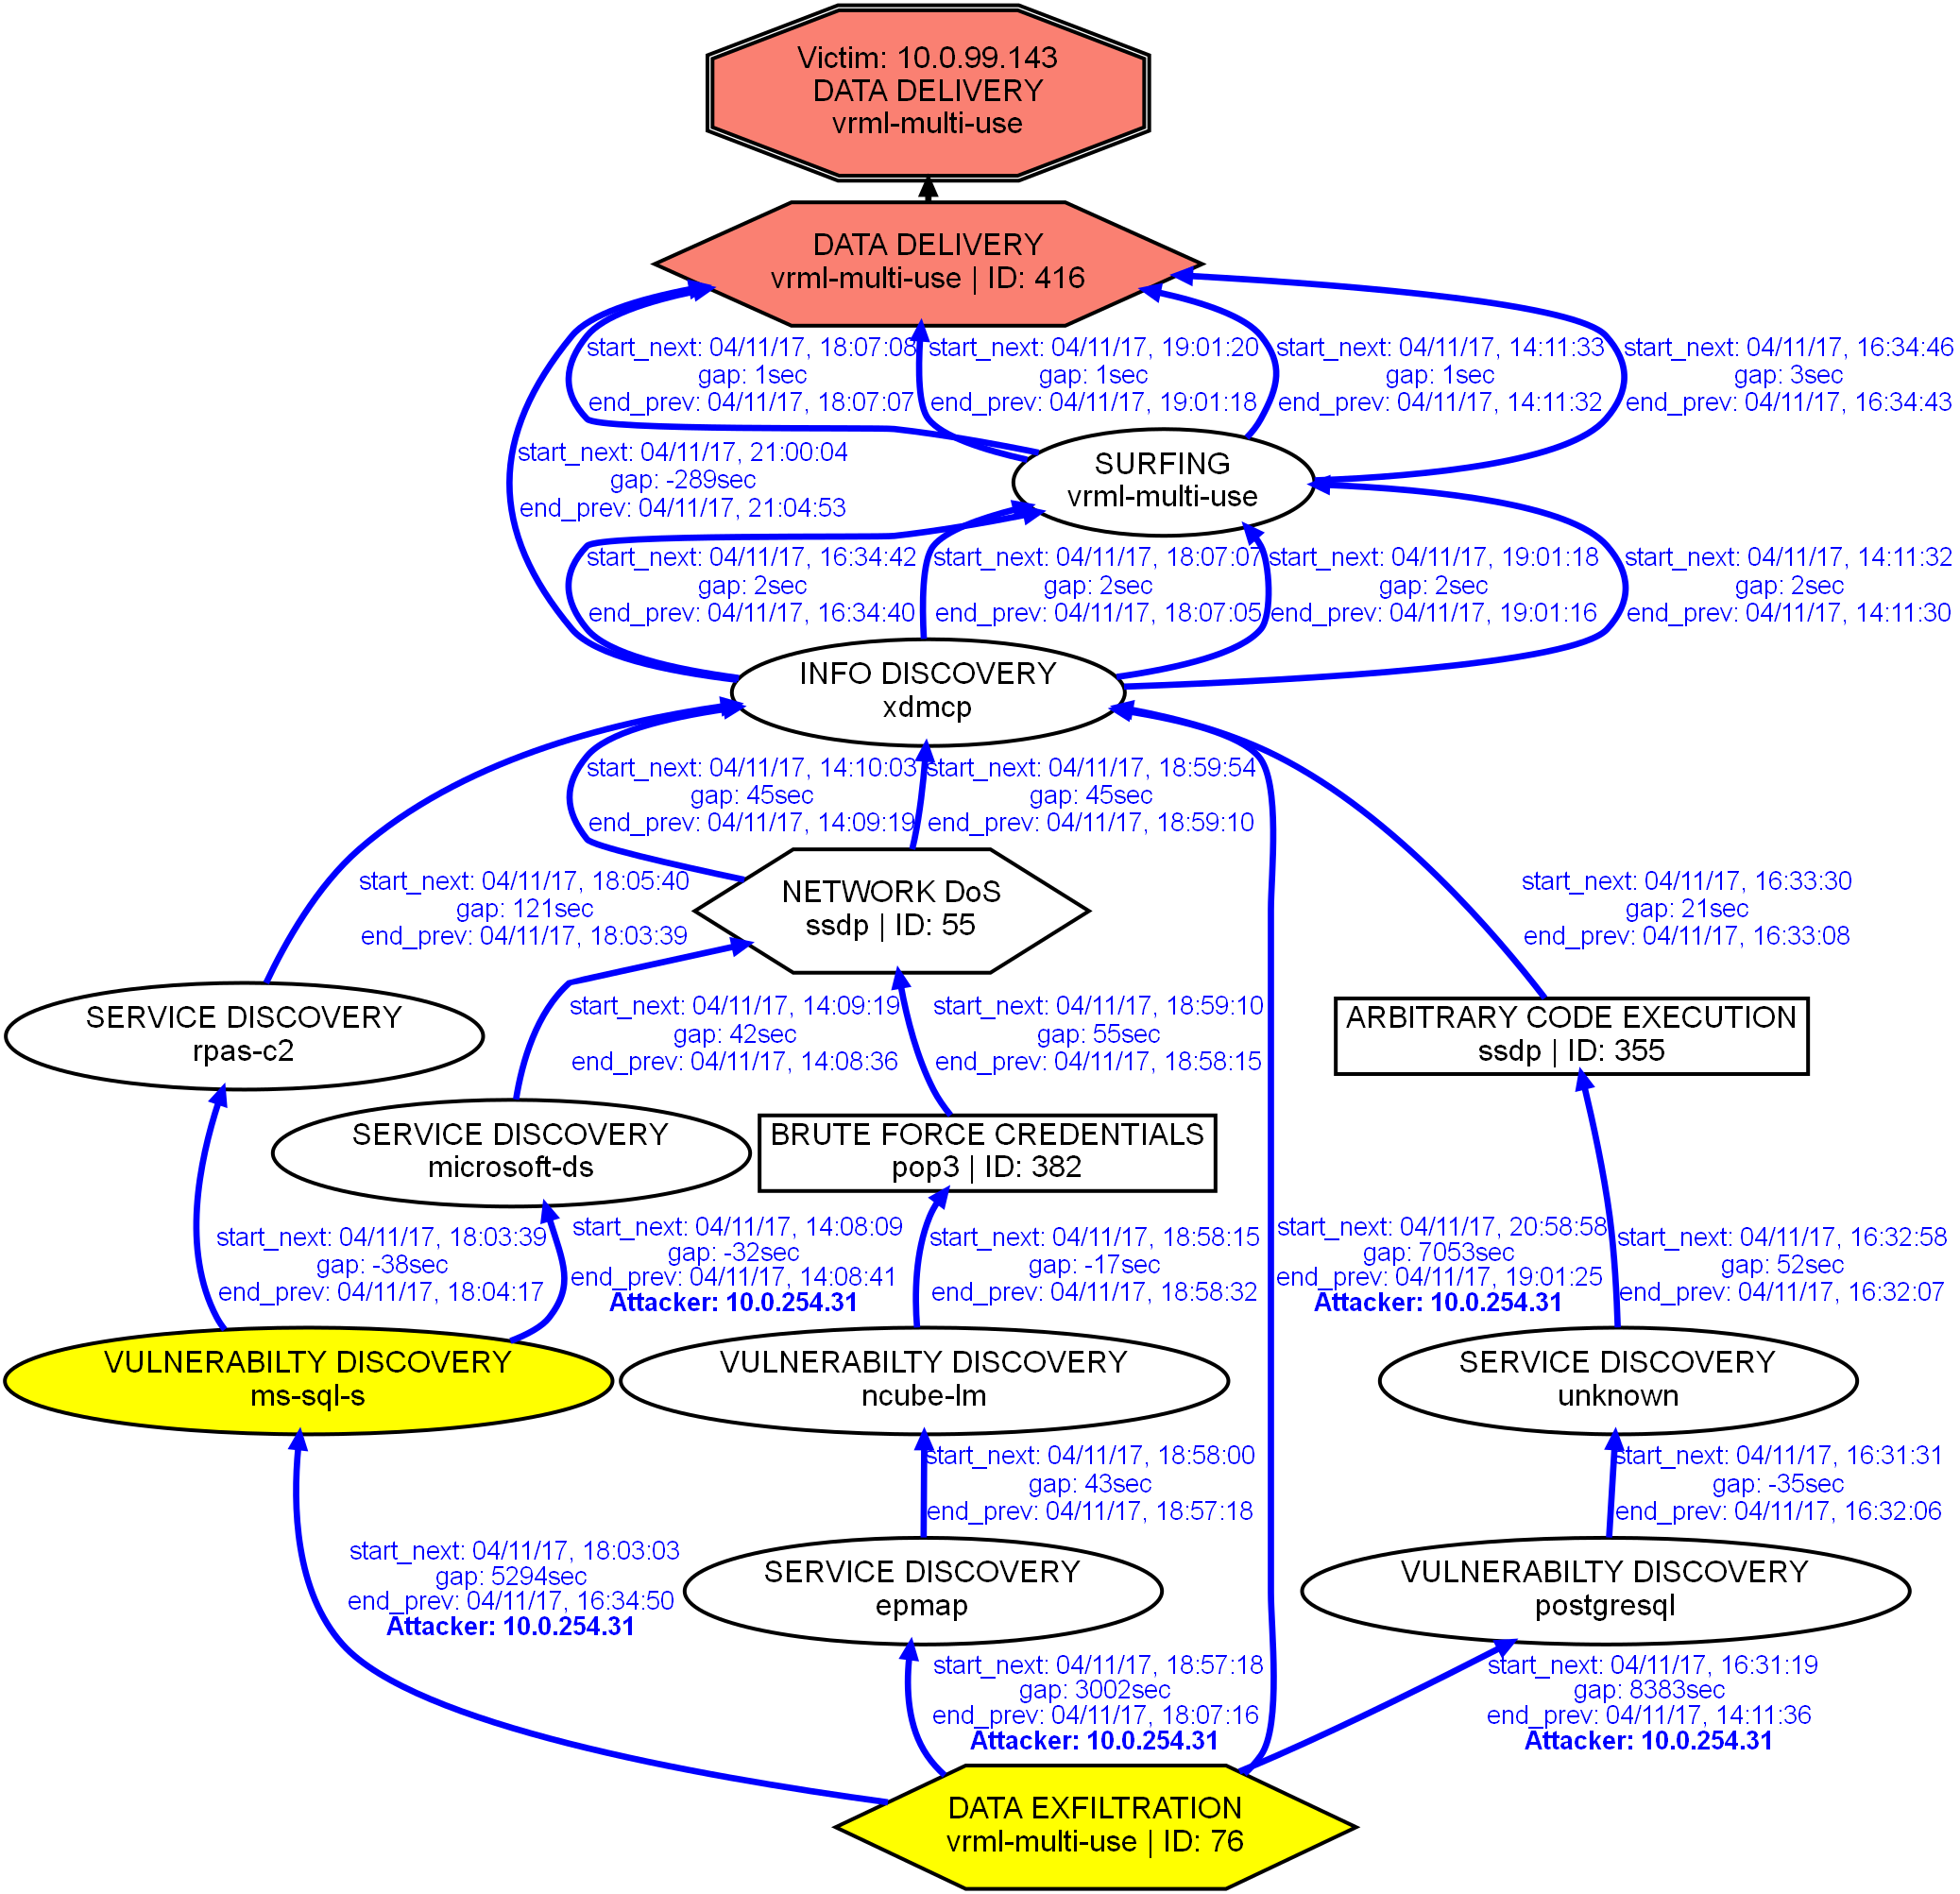 Victim: 10.0.99.143
DATA DELIVERY
vrml-multi-use
DATA DELIVERY
vrml-multi-use | ID: 416
start_next: 04/11/17, 18:07:08
gap: 1sec
end_prev: 04/11/17, 18:07:07
start_next: 04/11/17, 19:01:20
gap: 1sec
end_prev: 04/11/17, 19:01:18
start_next: 04/11/17, 14:11:33
gap: 1sec
end_prev: 04/11/17, 14:11:32
start_next: 04/11/17, 16:34:46
gap: 3sec
end_prev: 04/11/17, 16:34:43
start_next: 04/11/17, 21:00:04
gap: -289sec
end_prev: 04/11/17, 21:04:53
SURFING
vrml-multi-use
start_next: 04/11/17, 16:34:42
gap: 2sec
end_prev: 04/11/17, 16:34:40
start_next: 04/11/17, 18:07:07
gap: 2sec
end_prev: 04/11/17, 18:07:05
start_next: 04/11/17, 19:01:18
gap: 2sec
end_prev: 04/11/17, 19:01:16
start_next: 04/11/17, 14:11:32
gap: 2sec
end_prev: 04/11/17, 14:11:30
INFO DISCOVERY
xdmcp
start_next: 04/11/17, 14:10:03
gap: 45sec
end_prev: 04/11/17, 14:09:19
start_next: 04/11/17, 18:59:54
gap: 45sec
end_prev: 04/11/17, 18:59:10
start_next: 04/11/17, 18:05:40
gap: 121sec
end_prev: 04/11/17, 18:03:39
NETWORK DoS
ssdp | ID: 55
start_next: 04/11/17, 16:33:30
gap: 21sec
end_prev: 04/11/17, 16:33:08
SERVICE DISCOVERY
rpas-c2
start_next: 04/11/17, 14:09:19
gap: 42sec
end_prev: 04/11/17, 14:08:36
start_next: 04/11/17, 18:59:10
gap: 55sec
end_prev: 04/11/17, 18:58:15
ARBITRARY CODE EXECUTION
ssdp | ID: 355
SERVICE DISCOVERY
microsoft-ds
BRUTE FORCE CREDENTIALS
pop3 | ID: 382
start_next: 04/11/17, 18:03:39
gap: -38sec
end_prev: 04/11/17, 18:04:17
start_next: 04/11/17, 14:08:09
gap: -32sec
end_prev: 04/11/17, 14:08:41
Attacker: 10.0.254.31
start_next: 04/11/17, 18:58:15
gap: -17sec
end_prev: 04/11/17, 18:58:32
start_next: 04/11/17, 20:58:58
gap: 7053sec
end_prev: 04/11/17, 19:01:25
Attacker: 10.0.254.31
start_next: 04/11/17, 16:32:58
gap: 52sec
end_prev: 04/11/17, 16:32:07
VULNERABILTY DISCOVERY
ms-sql-s
VULNERABILTY DISCOVERY
ncube-lm
SERVICE DISCOVERY
unknown
start_next: 04/11/17, 18:58:00
gap: 43sec
end_prev: 04/11/17, 18:57:18
start_next: 04/11/17, 16:31:31
gap: -35sec
end_prev: 04/11/17, 16:32:06
start_next: 04/11/17, 18:03:03
gap: 5294sec
end_prev: 04/11/17, 16:34:50
Attacker: 10.0.254.31
SERVICE DISCOVERY
epmap
VULNERABILTY DISCOVERY
postgresql
start_next: 04/11/17, 18:57:18
gap: 3002sec
end_prev: 04/11/17, 18:07:16
Attacker: 10.0.254.31
start_next: 04/11/17, 16:31:19
gap: 8383sec
end_prev: 04/11/17, 14:11:36
Attacker: 10.0.254.31
DATA EXFILTRATION
vrml-multi-use | ID: 76